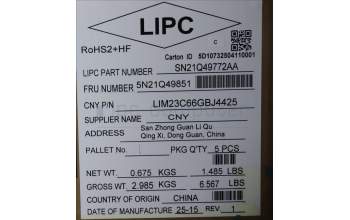 LIPC
RoHS2+HF
C
Carton ID 5D10732504110001
LIPC PART NUMBER SN21Q49772AA
FRU NUMBER 5N21Q49851
CNY P/N LIM23C66GBJ4425
SUPPLIER NAME CNY
ADDRESS San Zhong Guan Li Qu
Qing Xi, Dong Guan, China
PALLET NO. PKG Q'TY 5 PCS
NET WT 0.675 KGS 1.485 LBS
GROSS WT 2.985 KGS 6.567 LBS
COUNTRY OF ORIGIN CHINA
DATE OF MANUFACTURE 25-15 REV 1